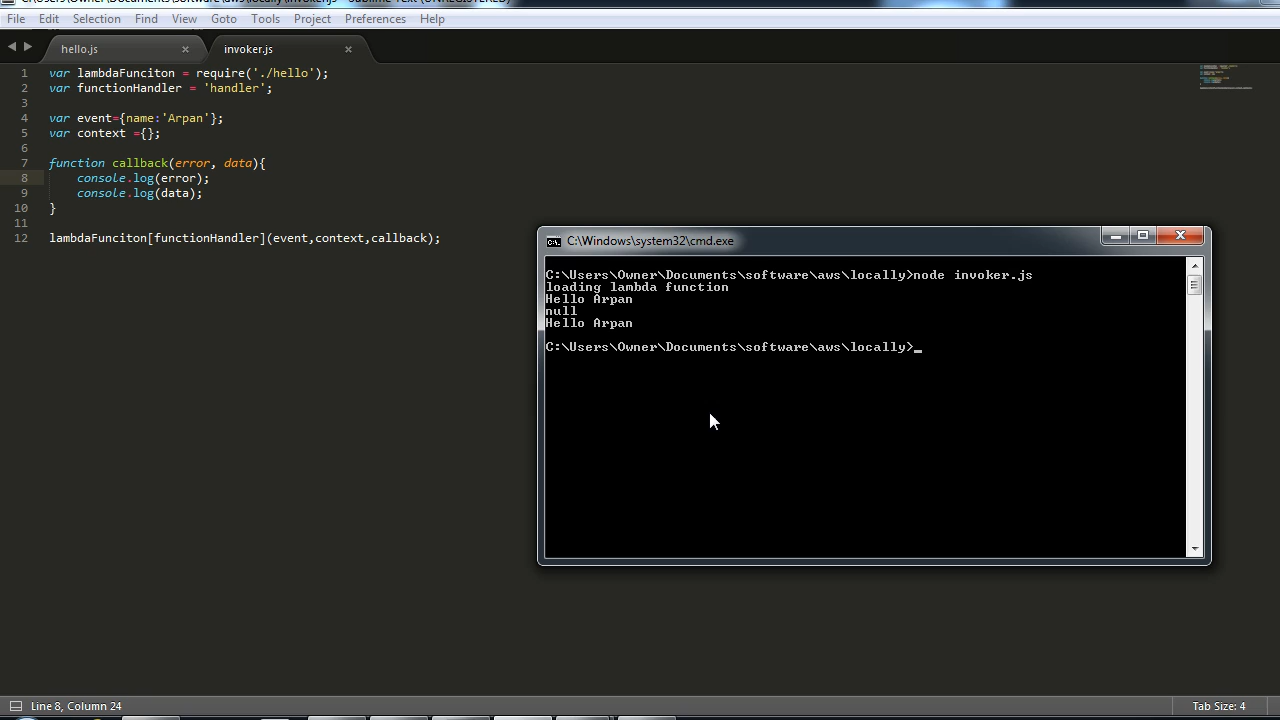 File Edit Selection Find View Goto Tools Project Preferences Help
hello.js × invoker.js ×
1 var lambdaFunciton = require('./hello');
2 var functionHandler = 'handler';
3
4 var event={name:'Arpan'};
5 var context ={};
6
7 function callback(error, data){
8 console.log(error);
9 console.log(data);
10 }
11
12 lambdaFunciton[functionHandler](event,context,callback);
C:\Windows\system32\cmd.exe
C:\Users\Owner\Documents\software\aws\locally>node invoker.js
loading lambda function
Hello Arpan
null
Hello Arpan
C:\Users\Owner\Documents\software\aws\locally>_
Line 8, Column 24
Tab Size: 4